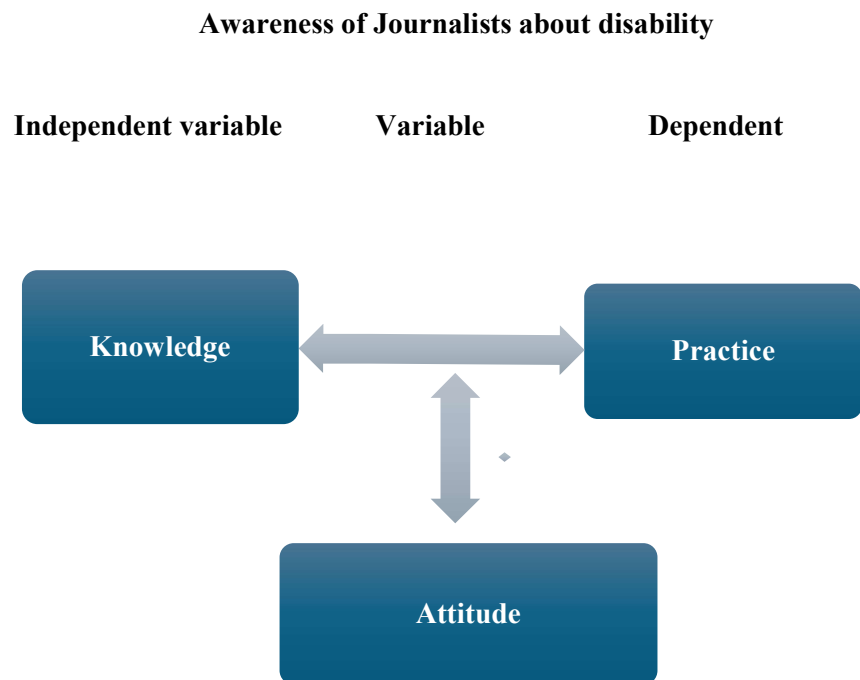 Awareness of Journalists about disability
Independent variable Variable Dependent
Knowledge
Practice
Attitude